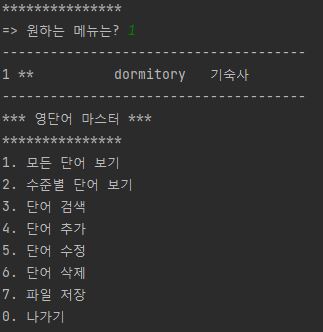 ***************
=> 원하는 메뉴는? 1
--------------------------------------
1 **          dormitory   기숙사
--------------------------------------
*** 영단어 마스터 ***
***************
1. 모든 단어 보기
2. 수준별 단어 보기
3. 단어 검색
4. 단어 추가
5. 단어 수정
6. 단어 삭제
7. 파일 저장
0. 나가기